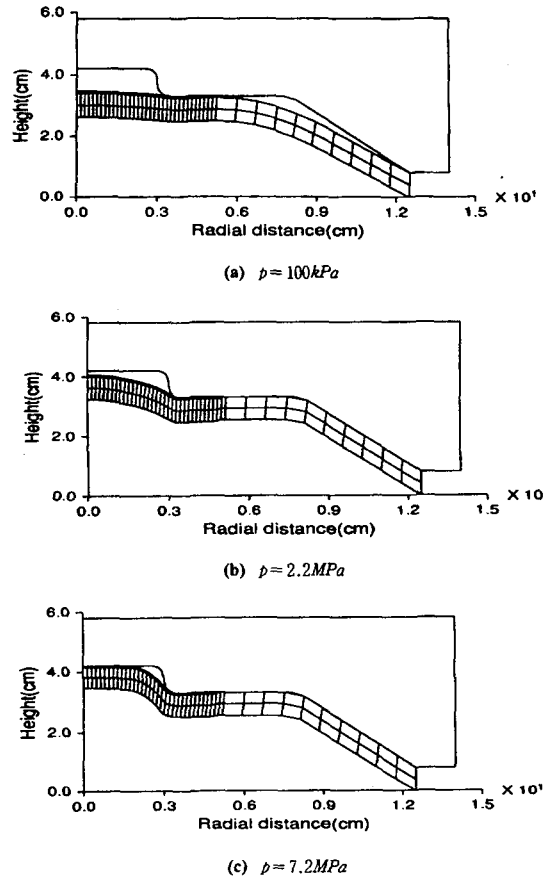 6.0
4.0
2.0
0.0
Height(cm)
0.0 0.3 0.6 0.9 1.2 1.5 X 10¹
Radial distance(cm)
(a) p = 100kPa
6.0
4.0
2.0
0.0
Height(cm)
0.0 0.3 0.6 0.9 1.2 1.5 X 10
Radial distance(cm)
(b) p = 2.2MPa
6.0
4.0
2.0
0.0
Height(cm)
0.0 0.3 0.6 0.9 1.2 1.5 X 10¹
Radial distance(cm)
(c) p = 7.2MPa